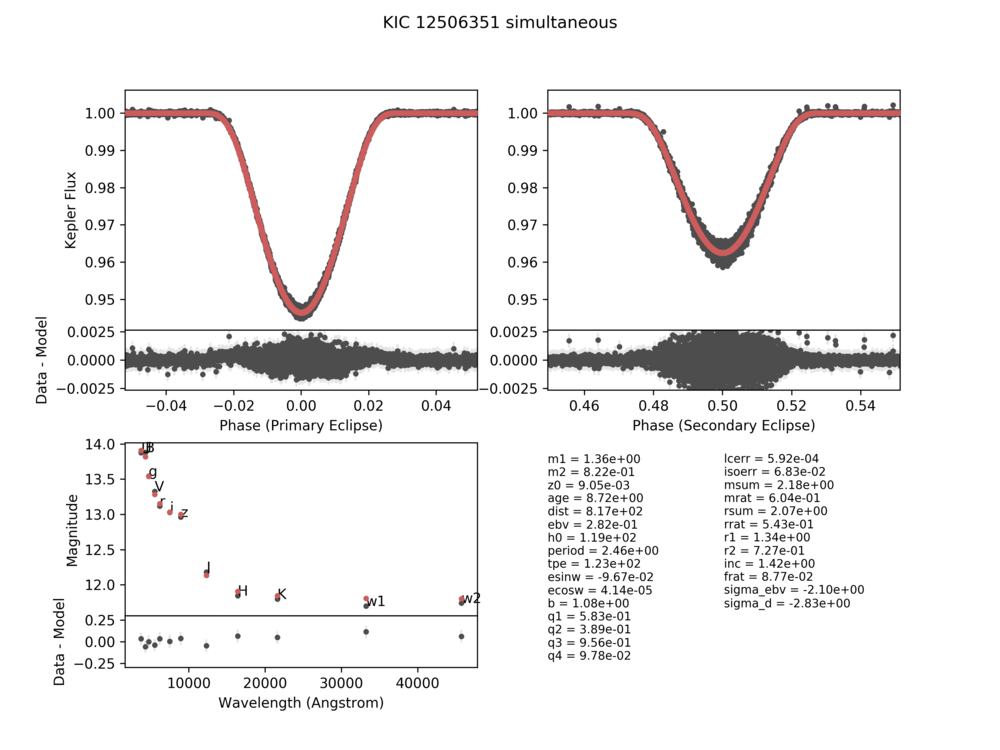 KIC 12506351 simultaneous
Kepler Flux
1.00
0.99
0.98
0.97
0.96
0.95
1.00
0.99
0.98
0.97
0.96
0.95
Data - Model
0.0025
0.0000
−0.0025
0.0025
0.0000
−0.0025
−0.04 −0.02 0.00 0.02 0.04
0.46 0.48 0.50 0.52 0.54
Phase (Primary Eclipse)
Phase (Secondary Eclipse)
Magnitude
14.0
13.5
13.0
12.5
12.0
B
g
V
r
i
z
J
H
K
w1
w2
Data - Model
0.25
0.00
−0.25
10000 20000 30000 40000
Wavelength (Angstrom)
m1 = 1.36e+00
m2 = 8.22e-01
z0 = 9.05e-03
age = 8.72e+00
dist = 8.17e+02
ebv = 2.82e-01
h0 = 1.19e+02
period = 2.46e+00
tpe = 1.23e+02
esinw = -9.67e-02
ecosw = 4.14e-05
b = 1.08e+00
q1 = 5.83e-01
q2 = 3.89e-01
q3 = 9.56e-01
q4 = 9.78e-02
lcerr = 5.92e-04
isoerr = 6.83e-02
msum = 2.18e+00
mrat = 6.04e-01
rsum = 2.07e+00
rrat = 5.43e-01
r1 = 1.34e+00
r2 = 7.27e-01
inc = 1.42e+00
frat = 8.77e-02
sigma_ebv = -2.10e+00
sigma_d = -2.83e+00